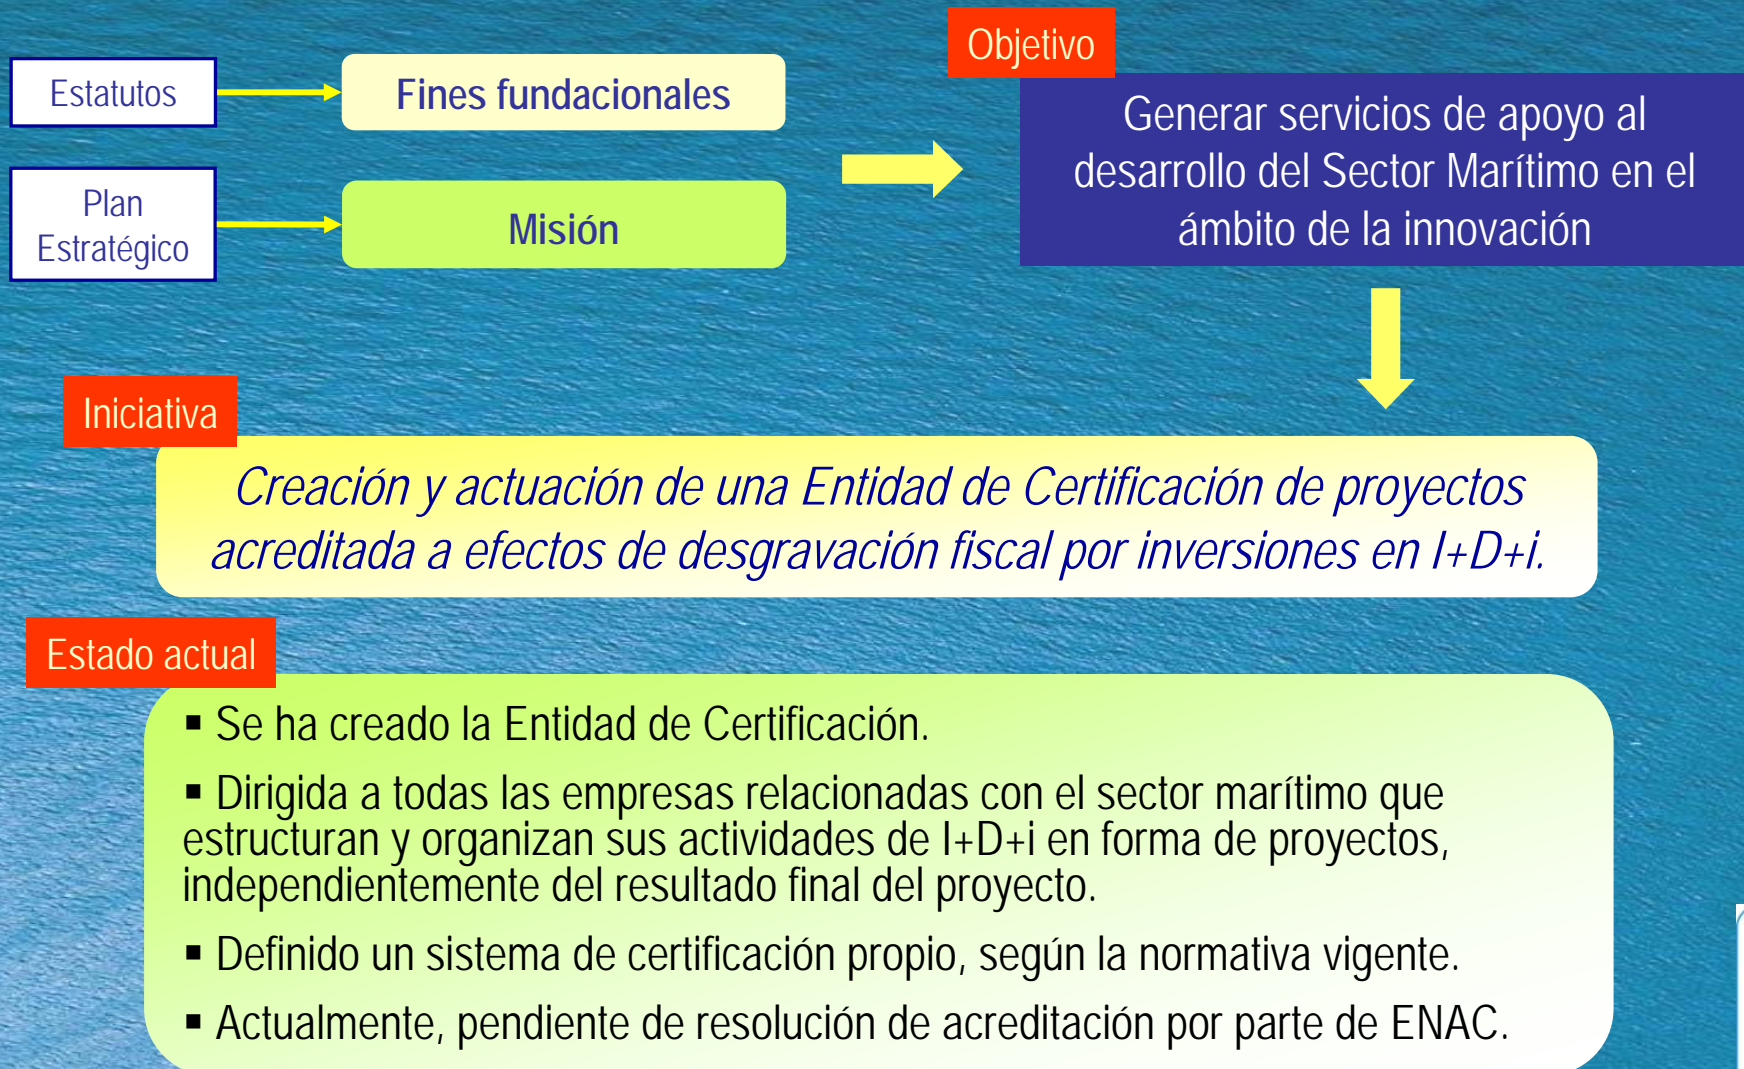 Estatutos
Fines fundacionales
Plan
Estratégico
Misión
Objetivo
Generar servicios de apoyo al
desarrollo del Sector Marítimo en el
ámbito de la innovación
Iniciativa
Creación y actuación de una Entidad de Certificación de proyectos
acreditada a efectos de desgravación fiscal por inversiones en I+D+i.
Estado actual
▪ Se ha creado la Entidad de Certificación.
▪ Dirigida a todas las empresas relacionadas con el sector marítimo que
estructuran y organizan sus actividades de I+D+i en forma de proyectos,
independientemente del resultado final del proyecto.
▪ Definido un sistema de certificación propio, según la normativa vigente.
▪ Actualmente, pendiente de resolución de acreditación por parte de ENAC.